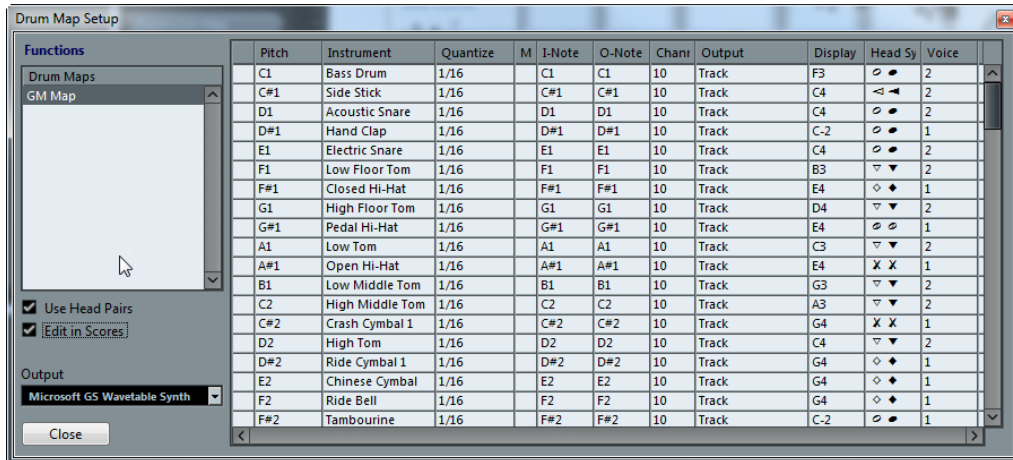 Drum Map Setup
Functions
Drum Maps
GM Map
Use Head Pairs
Edit in Scores
Output
Microsoft GS Wavetable Synth
Close
Pitch Instrument Quantize M I-Note O-Note Chanr Output Display Head Sy Voice
C1 Bass Drum 1/16 C1 C1 10 Track F3 2
C#1 Side Stick 1/16 C#1 C#1 10 Track C4 2
D1 Acoustic Snare 1/16 D1 D1 10 Track C4 2
D#1 Hand Clap 1/16 D#1 D#1 10 Track C-2 1
E1 Electric Snare 1/16 E1 E1 10 Track C4 2
F1 Low Floor Tom 1/16 F1 F1 10 Track B3 2
F#1 Closed Hi-Hat 1/16 F#1 F#1 10 Track E4 1
G1 High Floor Tom 1/16 G1 G1 10 Track D4 2
G#1 Pedal Hi-Hat 1/16 G#1 G#1 10 Track E4 1
A1 Low Tom 1/16 A1 A1 10 Track C3 2
A#1 Open Hi-Hat 1/16 A#1 A#1 10 Track E4 1
B1 Low Middle Tom 1/16 B1 B1 10 Track G3 2
C2 High Middle Tom 1/16 C2 C2 10 Track A3 2
C#2 Crash Cymbal 1 1/16 C#2 C#2 10 Track G4 1
D2 High Tom 1/16 D2 D2 10 Track C4 2
D#2 Ride Cymbal 1 1/16 D#2 D#2 10 Track G4 1
E2 Chinese Cymbal 1/16 E2 E2 10 Track G4 1
F2 Ride Bell 1/16 F2 F2 10 Track G4 1
F#2 Tambourine 1/16 F#2 F#2 10 Track C-2 1